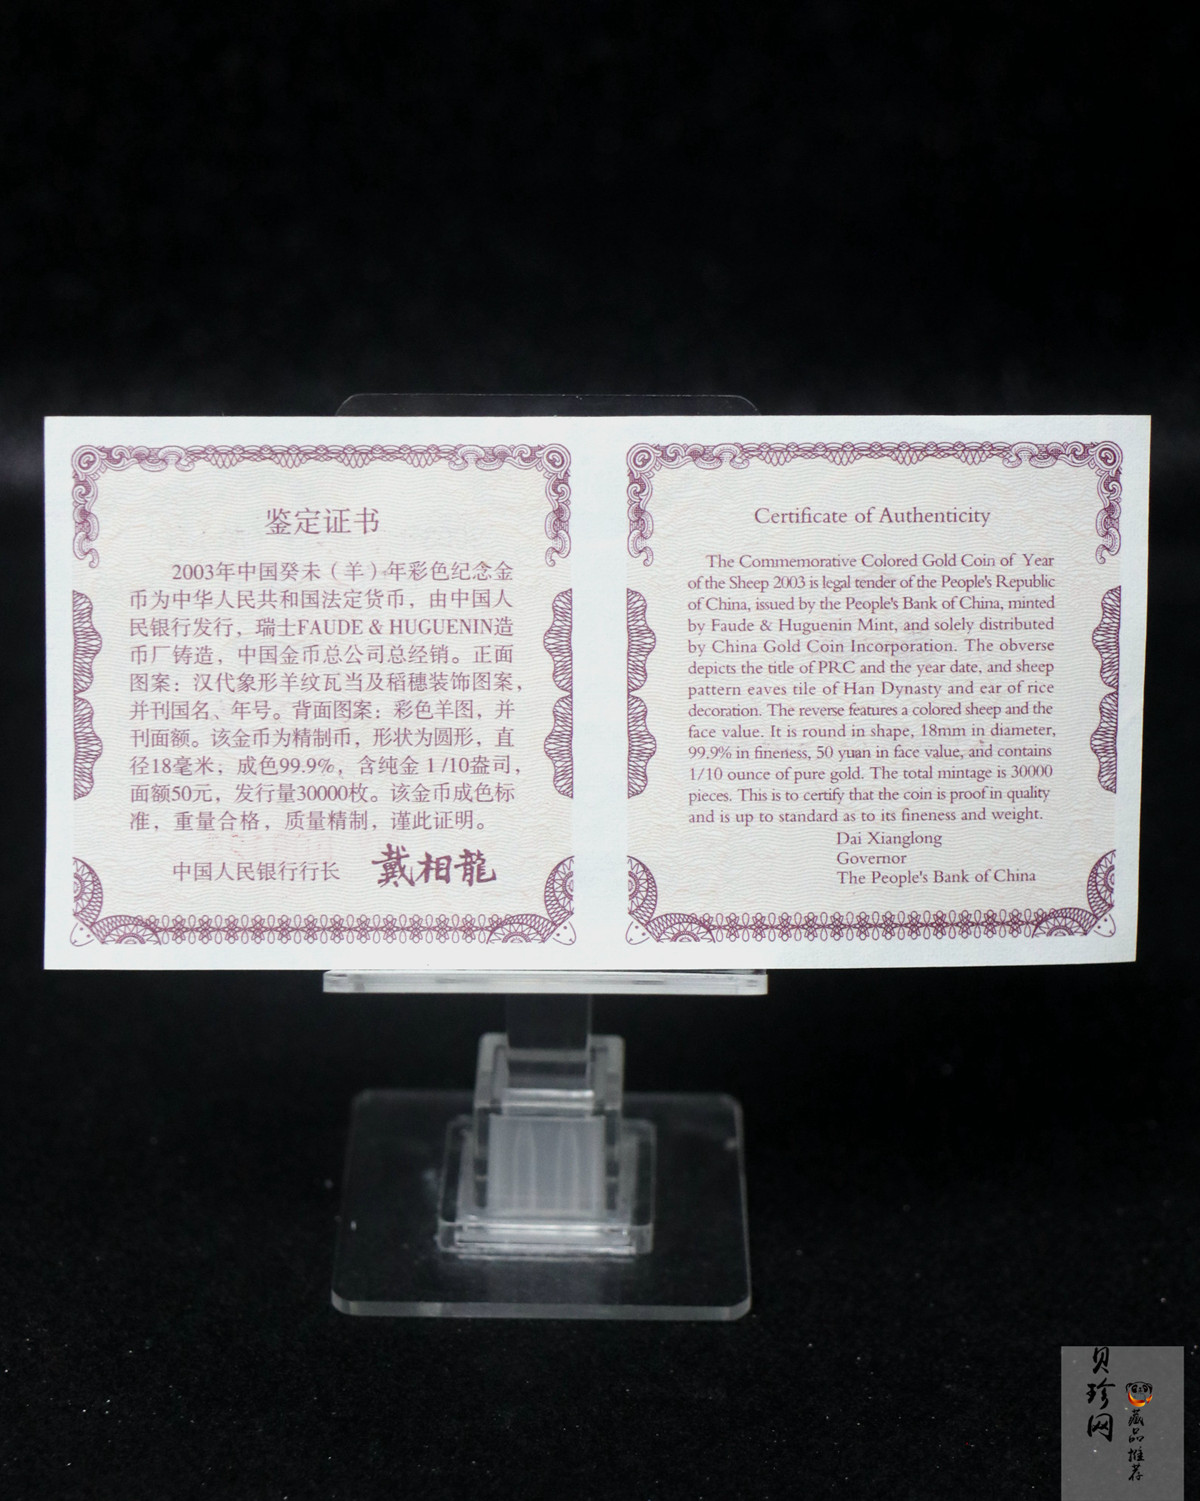 鉴定证书
2003年中国癸未（羊）年彩色纪念金
币为中华人民共和国法定货币，由中国人
民银行发行，瑞士FAUDE & HUGUENIN造
币厂铸造，中国金币总公司总经销。正面
图案：汉代象形羊纹瓦当及稻穗装饰图案，
并刊国名、年号。背面图案：彩色羊图，并
刊面额。该金币为精制币，形状为圆形，直
径18毫米，成色99.9%，含纯金 1 /10盎司，
面额50元，发行量30000枚。该金币成色标
准，重量合格，质量精制，谨此证明。
中国人民银行行长 戴相龍
Certificate of Authenticity
The Commemorative Colored Gold Coin of Year
of the Sheep 2003 is legal tender of the People's Republic
of China, issued by the People's Bank of China, minted
by Faude & Huguenin Mint, and solely distributed
by China Gold Coin Incorporation. The obverse
depicts the title of PRC and the year date, and sheep
pattern eaves tile of Han Dynasty and ear of rice
decoration. The reverse features a colored sheep and the
face value. It is round in shape, 18mm in diameter,
99.9% in fineness, 50 yuan in face value, and contains
1/10 ounce of pure gold. The total mintage is 30000
pieces. This is to certify that the coin is proof in quality
and is up to standard as to its fineness and weight.
Dai Xianglong
Governor
The People's Bank of China
贝珍网
藏品推荐